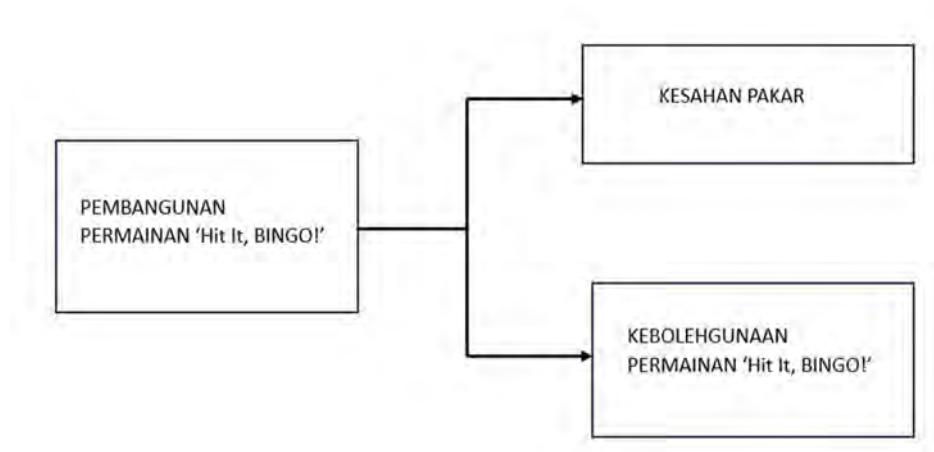 KESAHAN PAKAR
PEMBANGUNAN
PERMAINAN ‘Hit It, BINGO!’
KEBOLEHGUNAAN
PERMAINAN ‘Hit It, BINGO!’